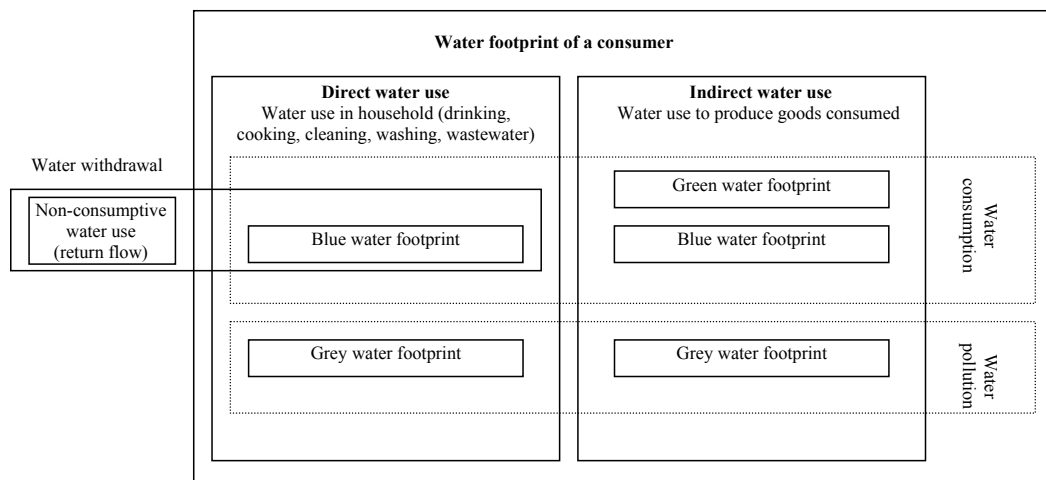 Water footprint of a consumer
Direct water use
Water use in household (drinking,
cooking, cleaning, washing, wastewater)
Indirect water use
Water use to produce goods consumed
Water withdrawal
Non-consumptive
water use
(return flow)
Green water footprint
Blue water footprint
Blue water footprint
Water
consumption
Grey water footprint
Grey water footprint
Water
pollution